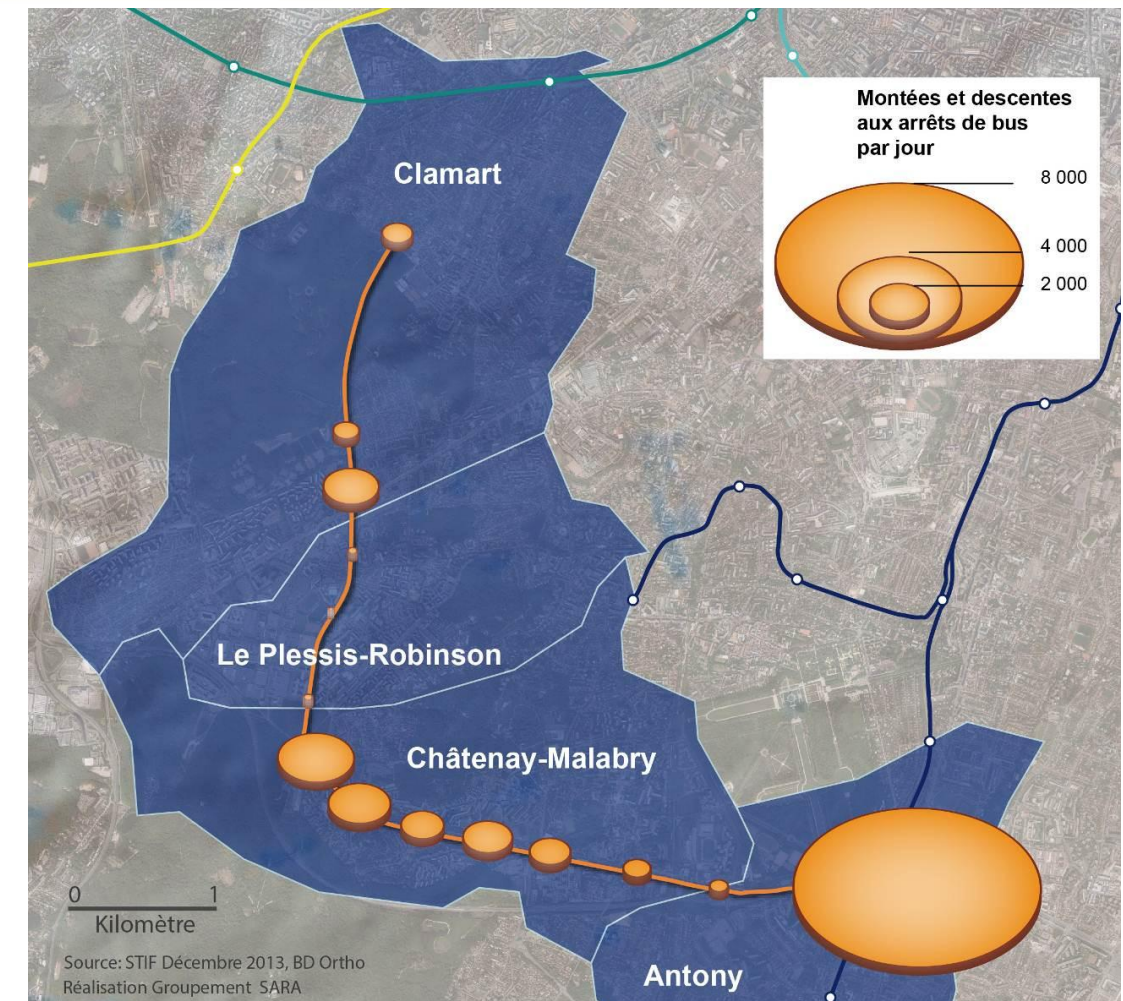 Montées et descentes
aux arrêts de bus
par jour
8 000
4 000
2 000
Clamart
Le Plessis-Robinson
Châtenay-Malabry
Antony
0 1
Kilomètre
Source: STIF Décembre 2013, BD Ortho
Réalisation Groupement SARA